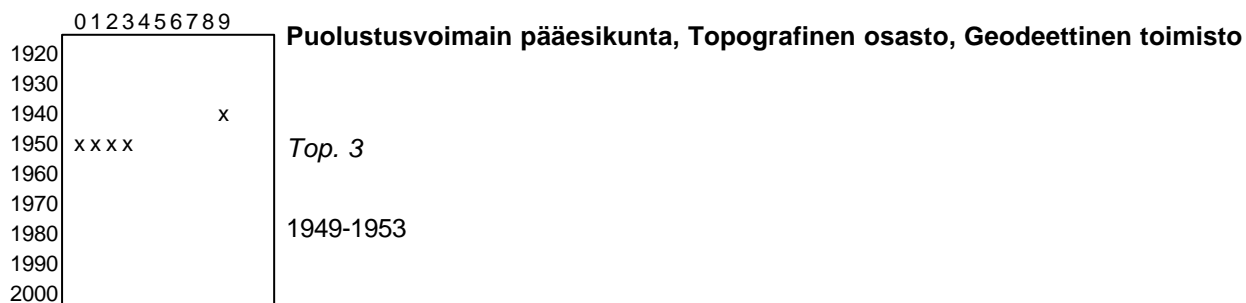 0123456789
Puolustusvoimain pääesikunta, Topografinen osasto, Geodeettinen toimisto
1920
1930
1940 x
1950 x x x x
Top. 3
1960
1970
1980
1949-1953
1990
2000